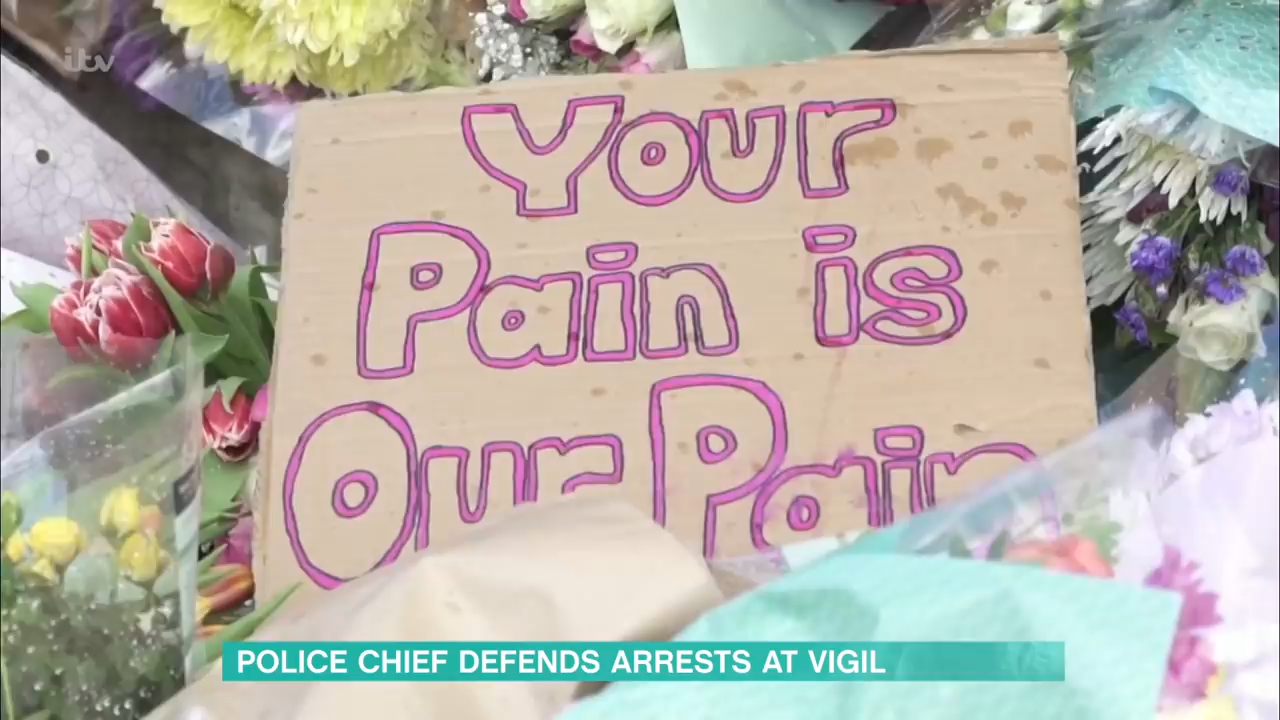 itv
Your
Pain is
Our Pain
POLICE CHIEF DEFENDS ARRESTS AT VIGIL